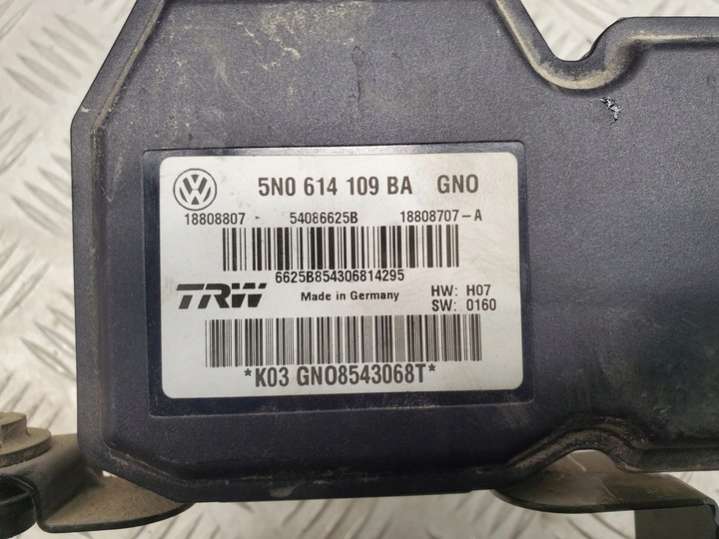 5N0 614 109 BA GNO
18808807 - 54086625B 18808707-A
6625B854306814295
TRW Made in Germany HW: H07
SW: 0160
*K03 GNO8543068T*